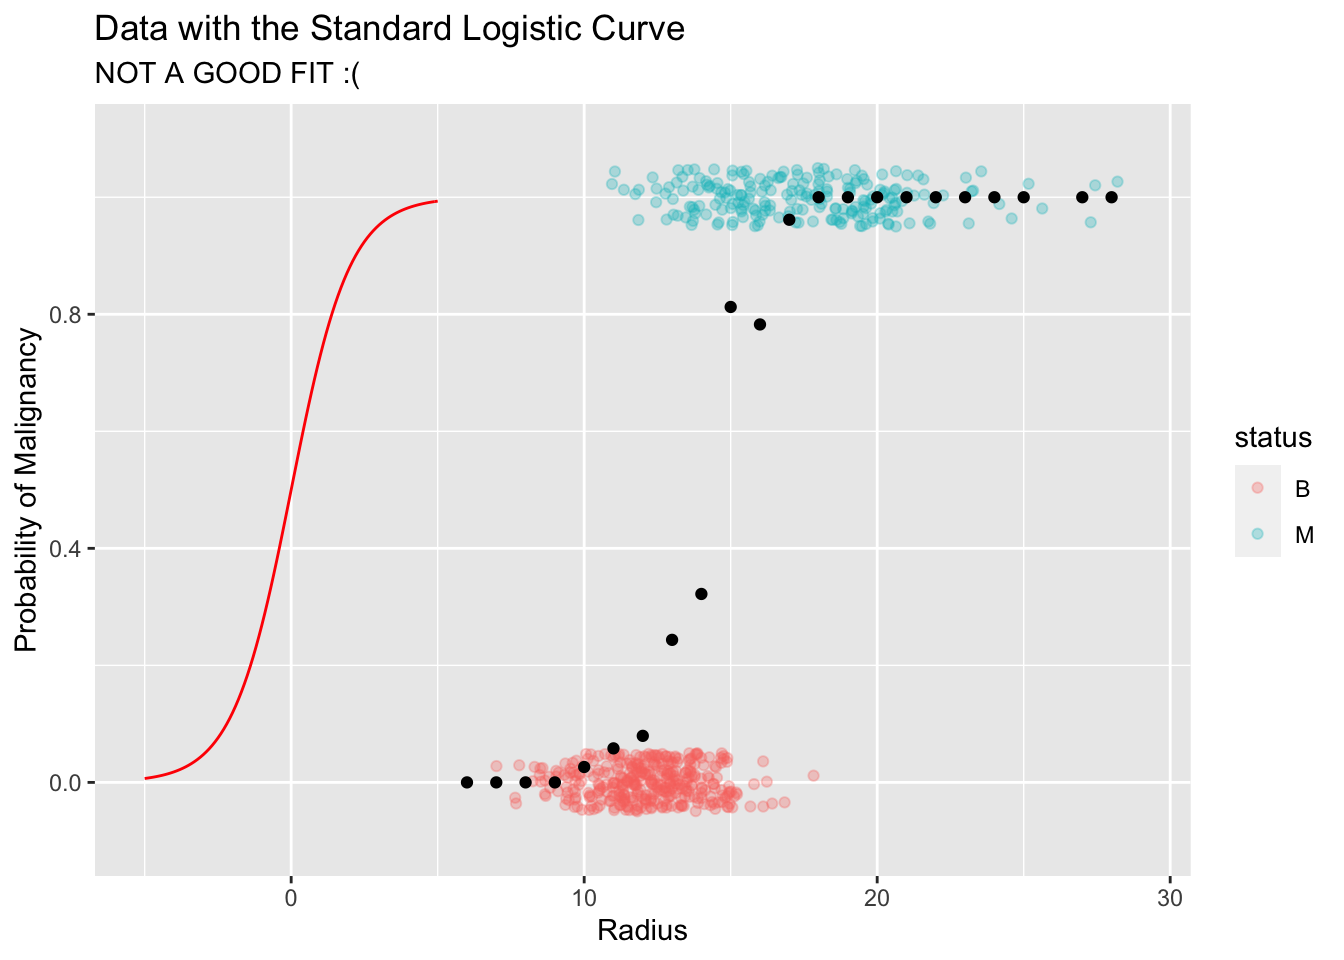 Data with the Standard Logistic Curve
NOT A GOOD FIT :(
Probability of Malignancy
0.8
0.4
0.0
0
10
20
30
Radius
status
B
M